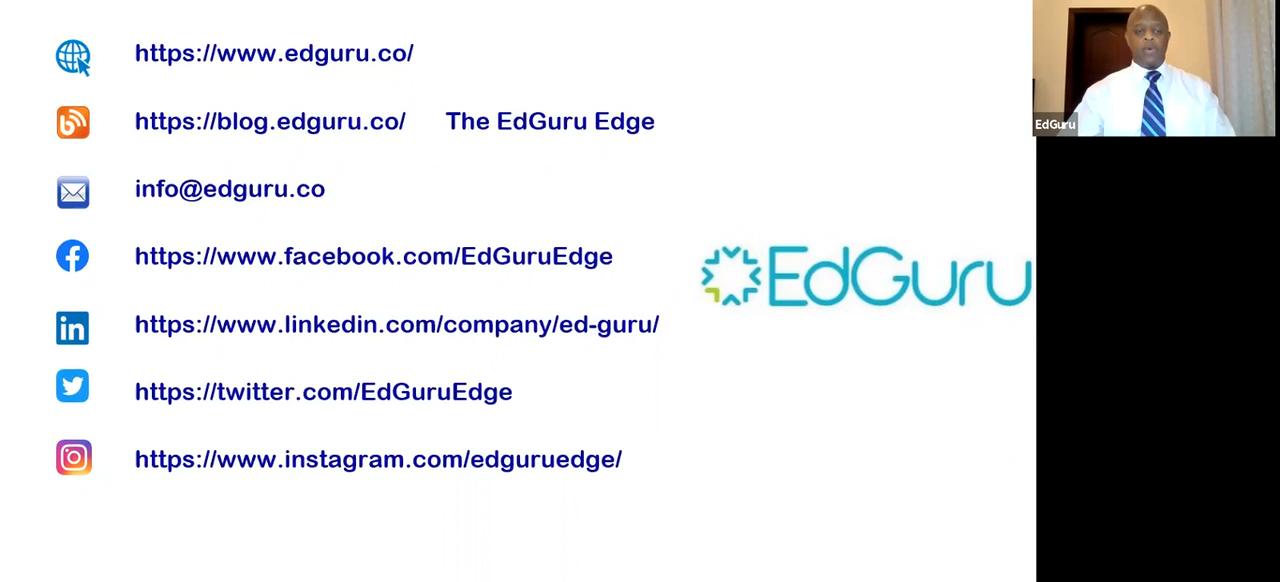 https://www.edguru.co/
https://blog.edguru.co/ The EdGuru Edge
info@edguru.co
https://www.facebook.com/EdGuruEdge
https://www.linkedin.com/company/ed-guru/
https://twitter.com/EdGuruEdge
https://www.instagram.com/edguruedge/
EdGuru
EdGuru